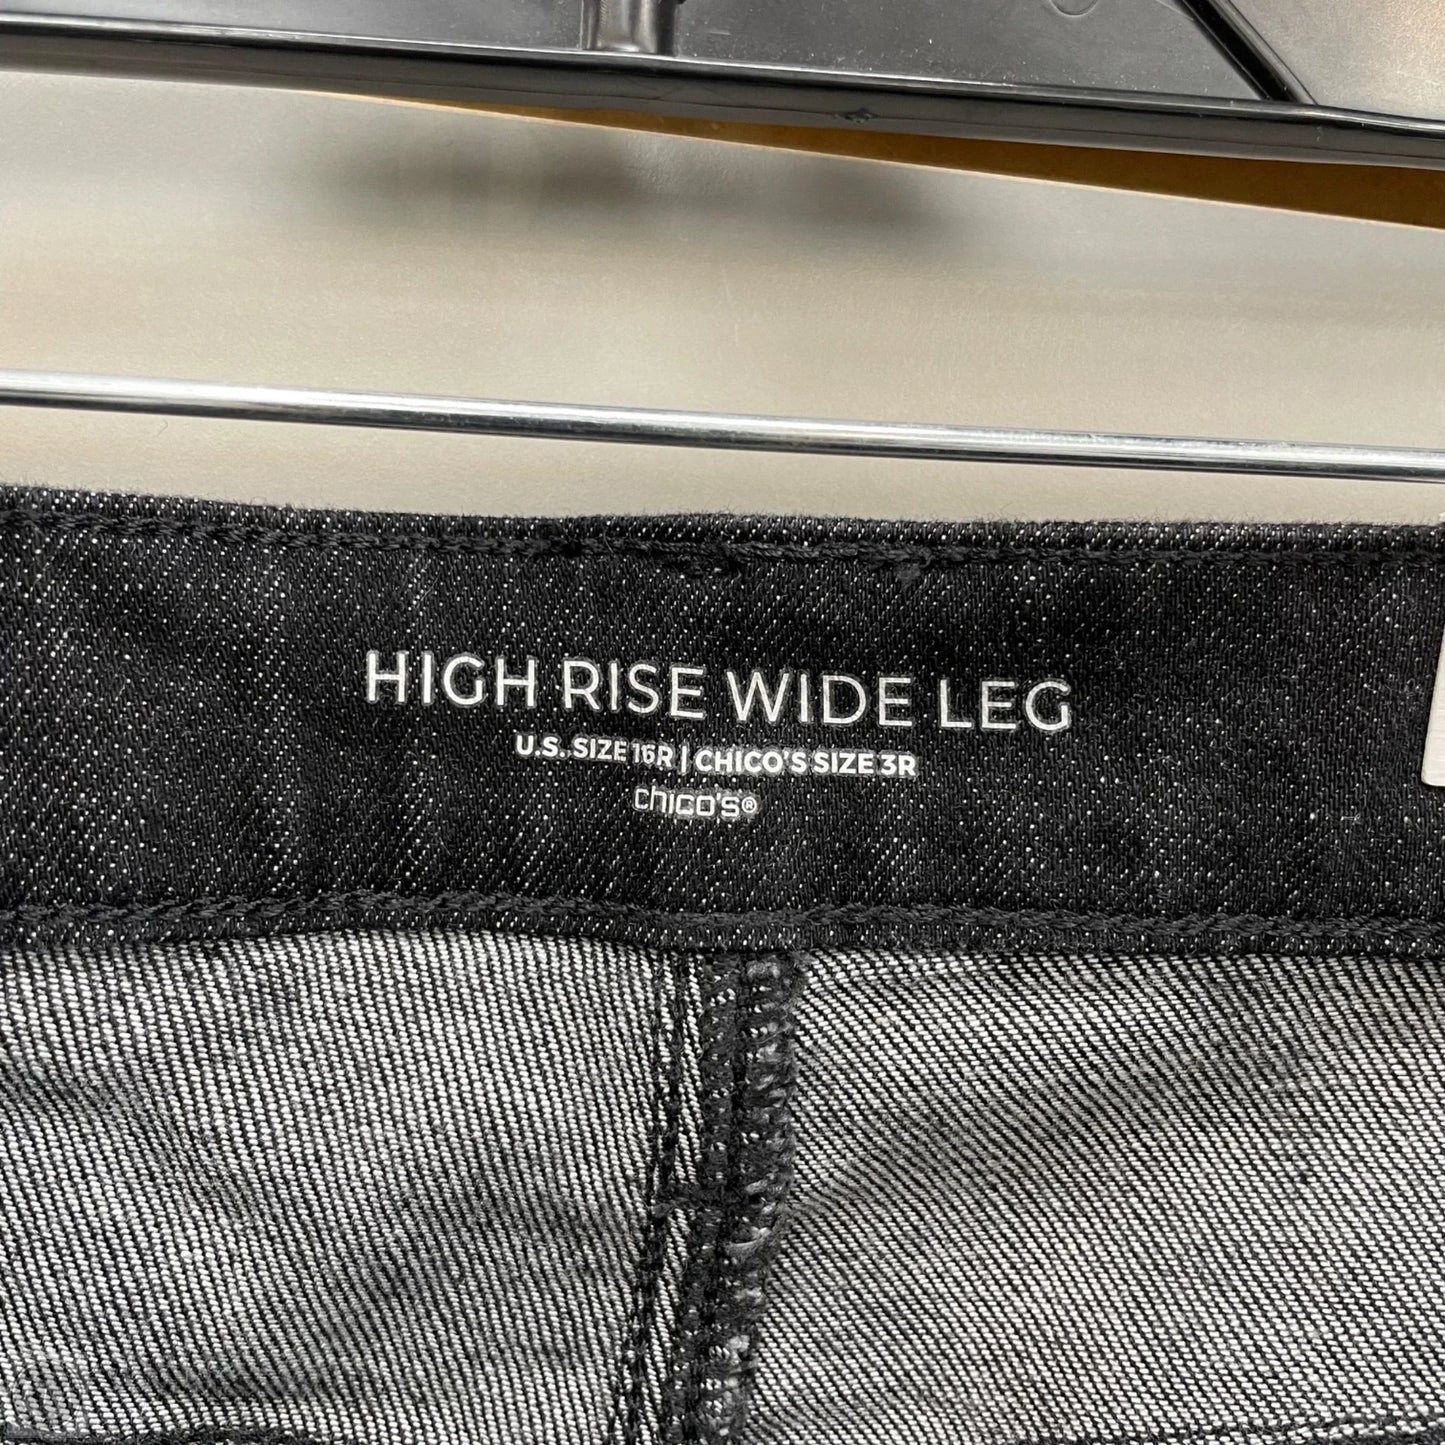 HIGH RISE WIDE LEG
U.S. SIZE 16R | CHICO'S SIZE 3R
chico's®